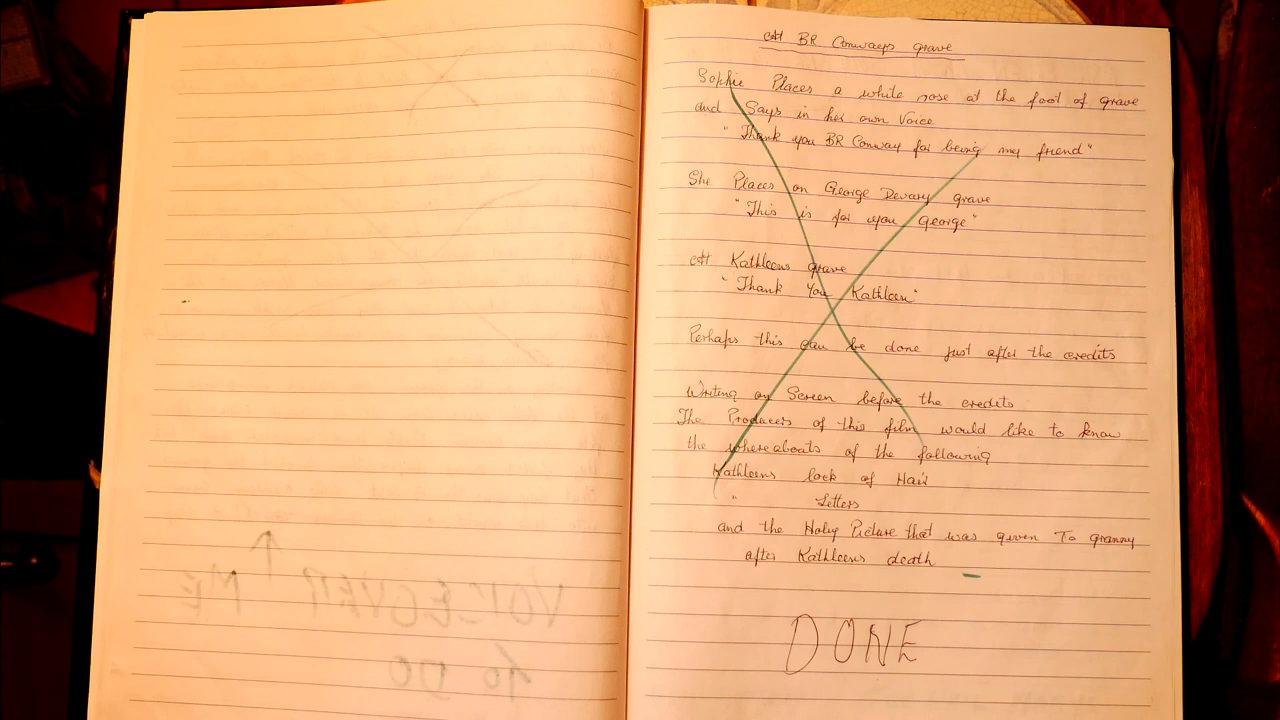 At BR Conways grave
Sophie Places a white rose at the foot of grave
and Says in her own Voice
"Thank you BR Conway for being my friend"
She Places on George Devary grave
"This is for you George"
At Kathleens grave
"Thank You Kathleen"
Perhaps this can be done just after the credits
Writing on Screen before the credits
The Producers of this film would like to know
the whereaboats of the following
Kathleens lock of Hair
" Letters
and the Holy Picture that was given To granny
after Kathleens death
DONE
VOICEOVER ME
TO DO